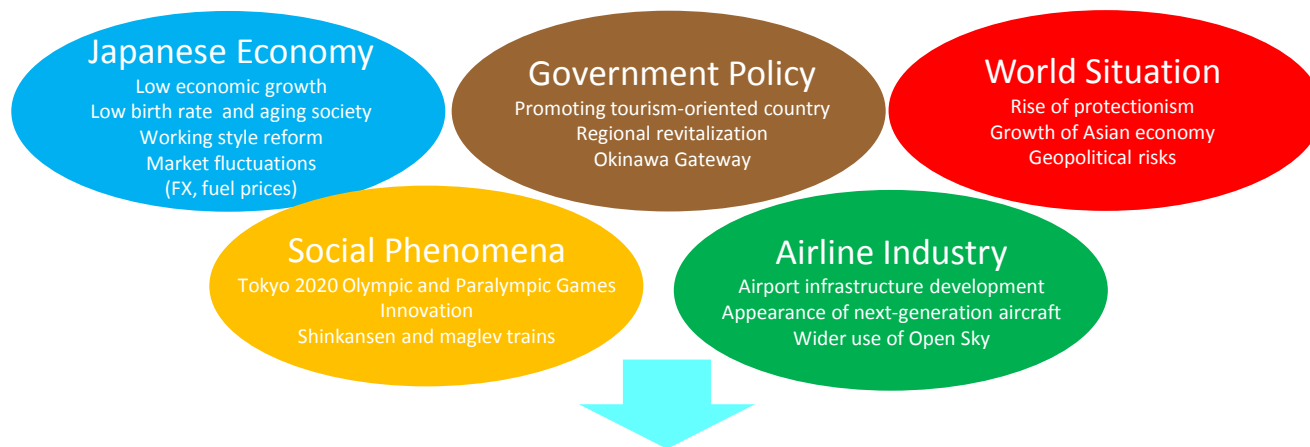 Japanese Economy
Low economic growth
Low birth rate and aging society
Working style reform
Market fluctuations
(FX, fuel prices)
Government Policy
Promoting tourism-oriented country
Regional revitalization
Okinawa Gateway
World Situation
Rise of protectionism
Growth of Asian economy
Geopolitical risks
Social Phenomena
Tokyo 2020 Olympic and Paralympic Games
Innovation
Shinkansen and maglev trains
Airline Industry
Airport infrastructure development
Appearance of next-generation aircraft
Wider use of Open Sky